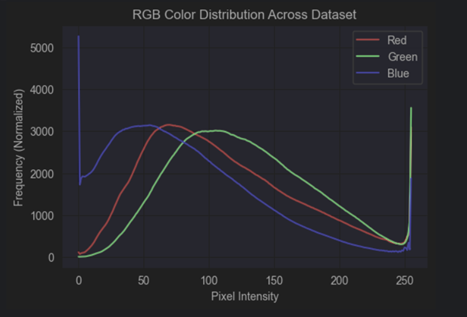 RGB Color Distribution Across Dataset
Red
Green
Blue
Frequency (Normalized)
5000
4000
3000
2000
1000
0
0 50 100 150 200 250
Pixel Intensity